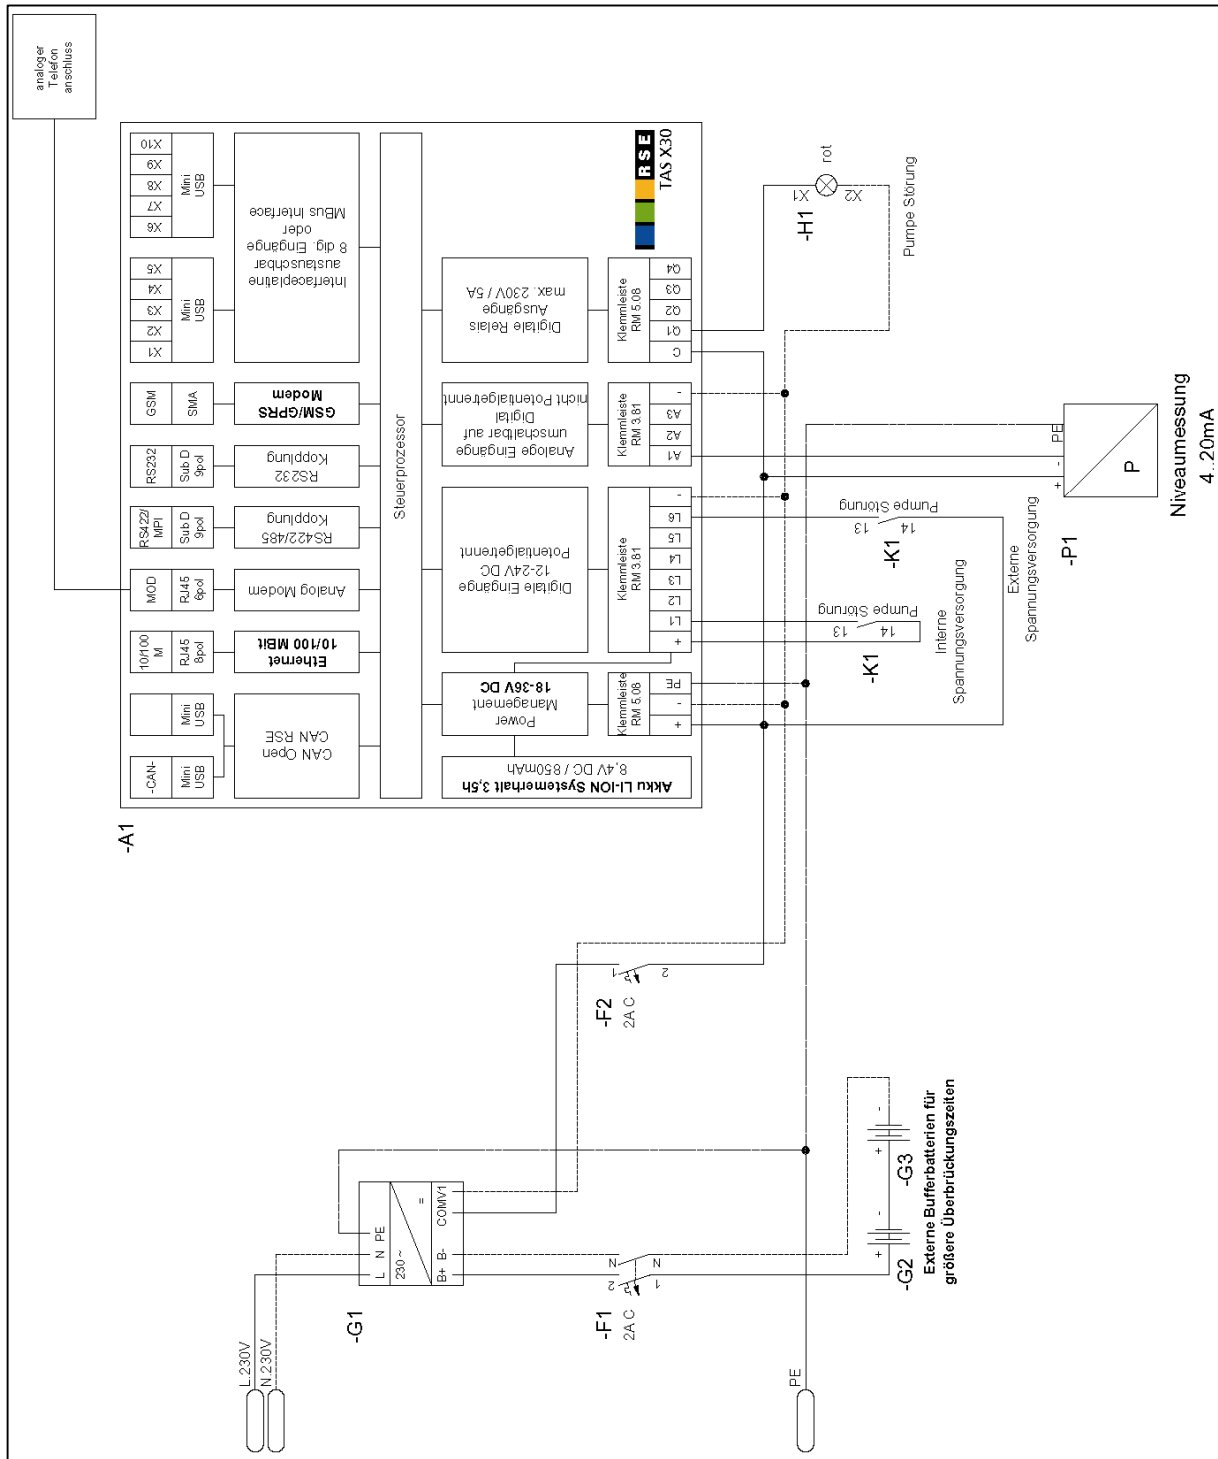 analoger
Telefon
anschluss
-A1
-CAN-
Mini
USB
Mini
USB
CAN Open
CAN RSE
10/100
M
RJ45
8pol
Ethernet
10/100 MBit
MOD
RJ45
6pol
Analog Modem
RS422/
MPI
Sub D
9pol
RS422/485
Kopplung
RS232
Sub D
9pol
RS232
Kopplung
GSM
SMA
GSM/GPRS
Modem
X1
X2
X3
X4
X5
Mini
USB
X6
X7
X8
X9
X10
Mini
USB
Interfaceplatine
austauschbar
8 dig. Eingänge
oder
MBus Interface
Steuerprozessor
RSE
TAS X30
Akku LI-ION Systemerhalt 3,5h
8,4V DC / 850mAh
Power
Management
18-36V DC
Klemmleiste
RM 5.08
+
-
PE
Digitale Eingänge
12-24V DC
Potentialgetrennt
Klemmleiste
RM 3.81
+
L1
L2
L3
L4
L5
L6
-
Analoge Eingänge
umschaltbar auf
Digital
nicht Potentialgetrennt
Klemmleiste
RM 3.81
A1
A2
A3
-
Digitale Relais
Ausgänge
max. 230V / 5A
Klemmleiste
RM 5.08
C
Q1
Q2
Q3
Q4
-H1
X1
X2
rot
Pumpe Störung
-K1
13
14
Pumpe Störung
Interne
Spannungsversorgung
-K1
13
14
Pumpe Störung
Externe
Spannungsversorgung
-P1
+
-
PE
P
Niveaumessung
4..20mA
-F2
2A C
1
2
-G1
L
N
PE
230~
=
B+
B-
COM
V1
-F1
2A C
2
1
N
N
-G2
+
-
-G3
+
-
Externe Bufferbatterien für
größere Überbrückungszeiten
L.230V
N.230V
PE